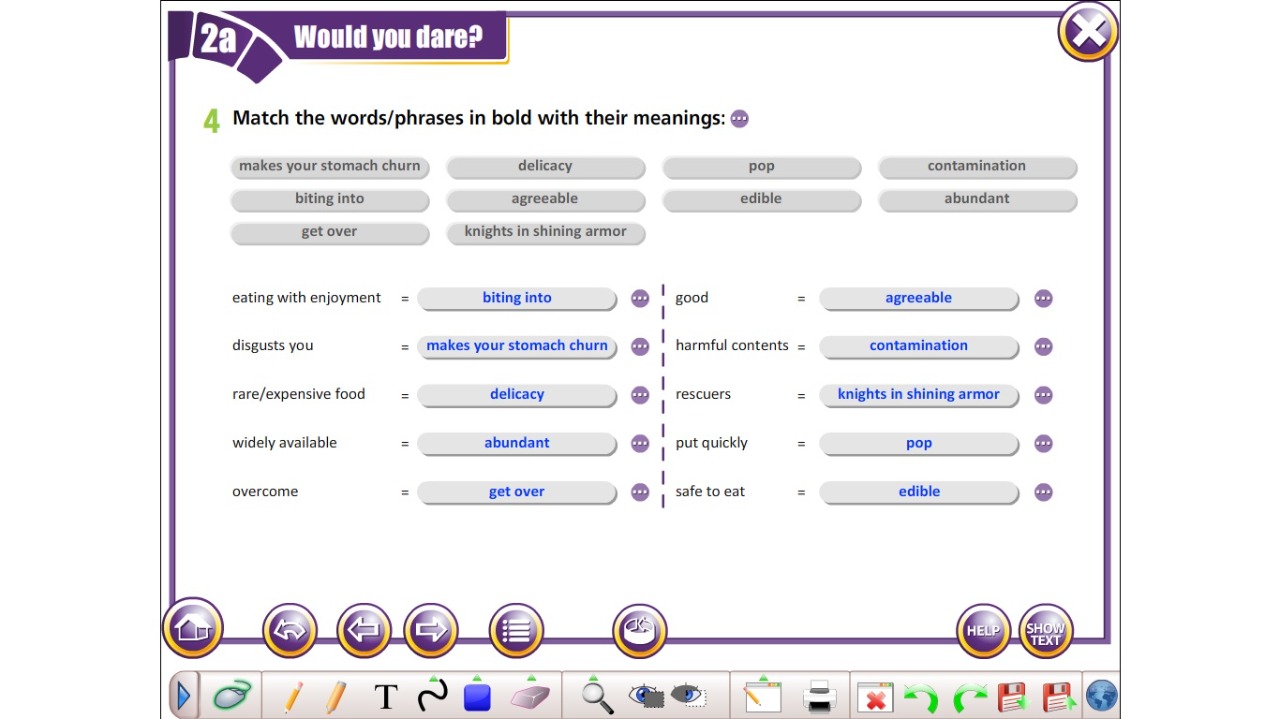 2a Would you dare?
4 Match the words/phrases in bold with their meanings:
makes your stomach churn delicacy pop contamination
biting into agreeable edible abundant
get over knights in shining armor
eating with enjoyment = biting into good = agreeable
disgusts you = makes your stomach churn harmful contents = contamination
rare/expensive food = delicacy rescuers = knights in shining armor
widely available = abundant put quickly = pop
overcome = get over safe to eat = edible
HELP SHOW TEXT
T